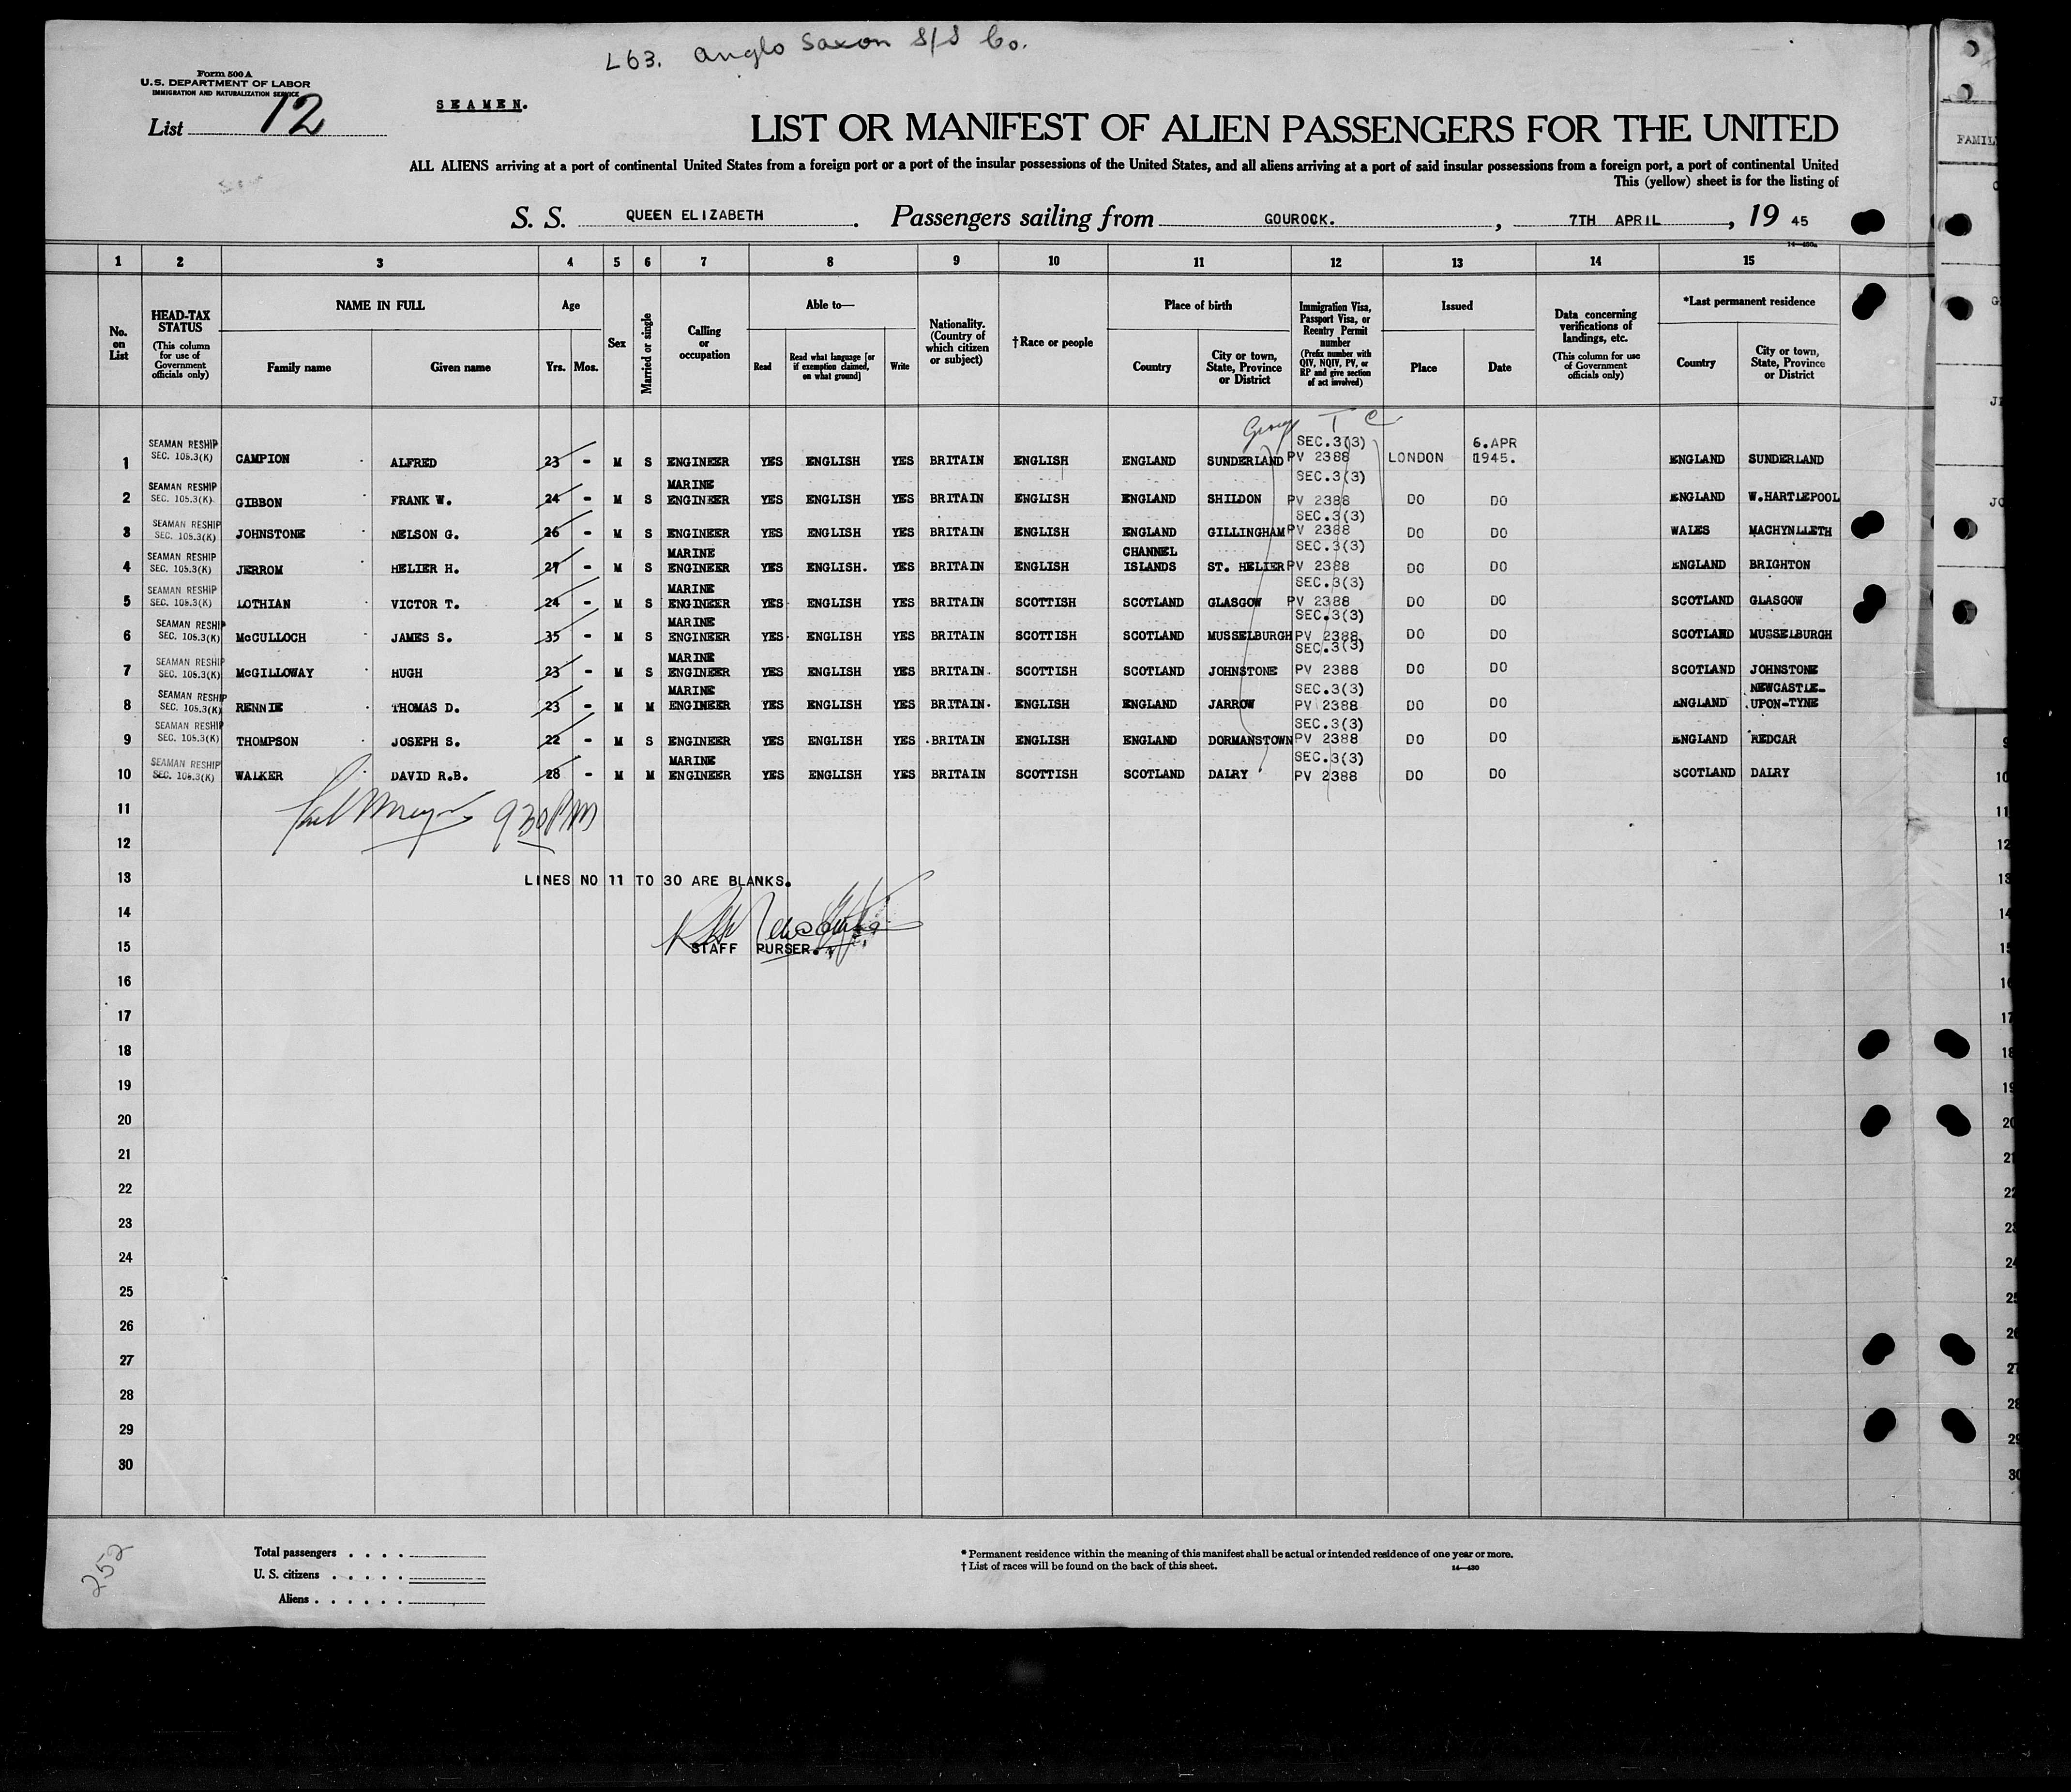 L63. Anglo Saxon S/S Co.
Form 500 A
U.S. DEPARTMENT OF LABOR
IMMIGRATION AND NATURALIZATION SERVICE
SEAMEN.
List 12
LIST OR MANIFEST OF ALIEN PASSENGERS FOR THE UNITED
ALL ALIENS arriving at a port of continental United States from a foreign port or a port of the insular possessions of the United States, and all aliens arriving at a port of said insular possessions from a foreign port, a port of continental United
This (yellow) sheet is for the listing of
S. S. QUEEN ELIZABETH. Passengers sailing from GOUROCK. , 7TH APRIL , 19 45
1 2 3 4 5 6 7 8 9 10 11 12 13 14 15
No. on List
HEAD-TAX STATUS (This column for use of Government officials only)
NAME IN FULL
Family name Given name
Age
Yrs. Mos.
Sex
Married or single
Calling or occupation
Able to—
Read Read what language [or if exemption claimed, on what ground] Write
Nationality. (Country of which citizen or subject)
†Race or people
Place of birth
Country City or town, State, Province or District
Immigration Visa, Passport Visa, or Reentry Permit number (Prefix number with QIV, NQIV, PV, or RP and give section of act involved)
Issued
Place Date
Data concerning verifications of landings, etc. (This column for use of Government officials only)
*Last permanent residence
Country City or town, State, Province or District
T C
1 SEAMAN RESHIP SEC. 105.3(K) CAMPION ALFRED 23 - M S ENGINEER YES ENGLISH YES BRITAIN ENGLISH ENGLAND SUNDERLAND SEC.3(3) PV 2388 LONDON 6.APR 1945. ENGLAND SUNDERLAND
2 SEAMAN RESHIP SEC. 105.3(K) GIBBON FRANK W. 24 - M S MARINE ENGINEER YES ENGLISH YES BRITAIN ENGLISH ENGLAND SHILDON SEC.3(3) PV 2388 DO DO ENGLAND W.HARTLEPOOL
3 SEAMAN RESHIP SEC. 105.3(K) JOHNSTONE NELSON G. 26 - M S ENGINEER YES ENGLISH YES BRITAIN ENGLISH ENGLAND GILLINGHAM SEC.3(3) PV 2388 DO DO WALES MACHYNLLETH
4 SEAMAN RESHIP SEC. 105.3(K) JERROM HELIER H. 27 - M S MARINE ENGINEER YES ENGLISH. YES BRITAIN ENGLISH CHANNEL ISLANDS ST. HELIER SEC.3(3) PV 2388 DO DO ENGLAND BRIGHTON
5 SEAMAN RESHIP SEC. 105.3(K) LOTHIAN VICTOR T. 24 - M S MARINE ENGINEER YES ENGLISH YES BRITAIN SCOTTISH SCOTLAND GLASGOW SEC.3(3) PV 2388 DO DO SCOTLAND GLASGOW
6 SEAMAN RESHIP SEC. 105.3(K) McCULLOCH JAMES S. 35 - M S MARINE ENGINEER YES ENGLISH YES BRITAIN SCOTTISH SCOTLAND MUSSELBURGH SEC.3(3) PV 2388 DO DO SCOTLAND MUSSELBURGH
7 SEAMAN RESHIP SEC. 105.3(K) McGILLOWAY HUGH 23 - M S MARINE ENGINEER YES ENGLISH YES BRITAIN SCOTTISH SCOTLAND JOHNSTONE SEC.3(3) PV 2388 DO DO SCOTLAND JOHNSTONE
8 SEAMAN RESHIP SEC. 105.3(K) RENNIE THOMAS D. 23 - M M MARINE ENGINEER YES ENGLISH YES BRITAIN ENGLISH ENGLAND JARROW SEC.3(3) PV 2388 DO DO ENGLAND NEWCASTLE-UPON-TYNE
9 SEAMAN RESHIP SEC. 105.3(K) THOMPSON JOSEPH S. 22 - M S ENGINEER YES ENGLISH YES BRITAIN ENGLISH ENGLAND DORMANSTOWN SEC.3(3) PV 2388 DO DO ENGLAND REDCAR
10 SEAMAN RESHIP SEC. 105.3(K) WALKER DAVID R.B. 28 - M M MARINE ENGINEER YES ENGLISH YES BRITAIN SCOTTISH SCOTLAND DALRY SEC.3(3) PV 2388 DO DO SCOTLAND DALRY
11 930 PM
12
13 LINES NO 11 TO 30 ARE BLANKS.
14
15 STAFF PURSER.
16
17
18
19
20
21
22
23
24
25
26
27
28
29
30
252
Total passengers . . . .
U. S. citizens . . . . .
Aliens . . . . . .
* Permanent residence within the meaning of this manifest shall be actual or intended residence of one year or more.
† List of races will be found on the back of this sheet.
14—430